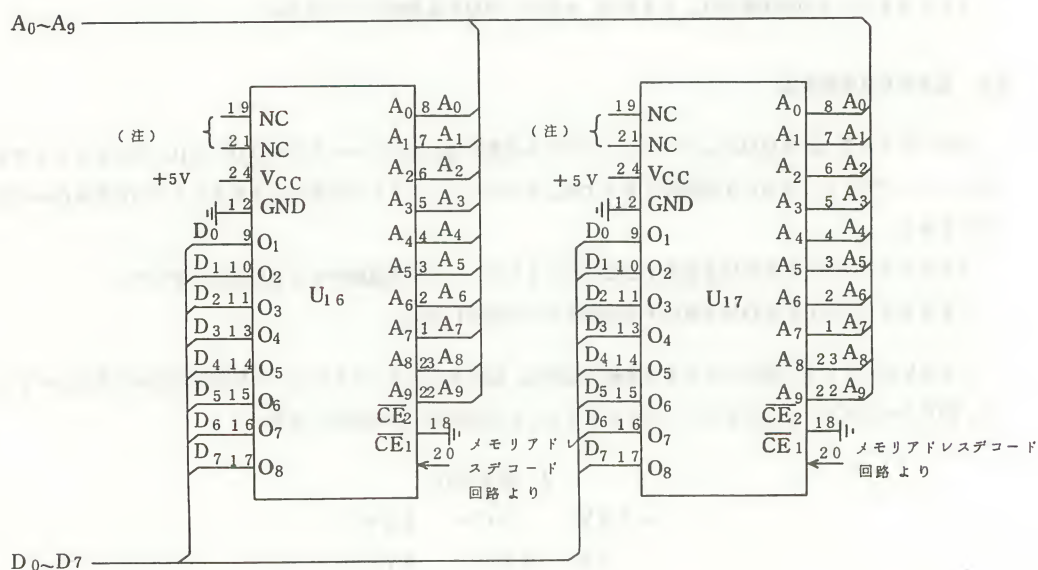 A0~A9
19 NC
(注)
21 NC
+5V 24 VCC
12 GND
D0 9 O1
D1 10 O2
D2 11 O3
D3 13 O4
D4 14 O5
D5 15 O6
D6 16 O7
D7 17 O8
U16
A0 8 A0
A1 7 A1
A2 6 A2
A3 5 A3
A4 4 A4
A5 3 A5
A6 2 A6
A7 1 A7
A8 23 A8
A9 22 A9
CE2 18
CE1 20
メモリアドレ
スデコード
回路より
19 NC
(注)
21 NC
+5V 24 VCC
12 GND
D0 9 O1
D1 10 O2
D2 11 O3
D3 13 O4
D4 14 O5
D5 15 O6
D6 16 O7
D7 17 O8
U17
A0 8 A0
A1 7 A1
A2 6 A2
A3 5 A3
A4 4 A4
A5 3 A5
A6 2 A6
A7 1 A7
A8 23 A8
A9 22 A9
CE2 18
CE1 20
メモリアドレスデコード
回路より
D0~D7